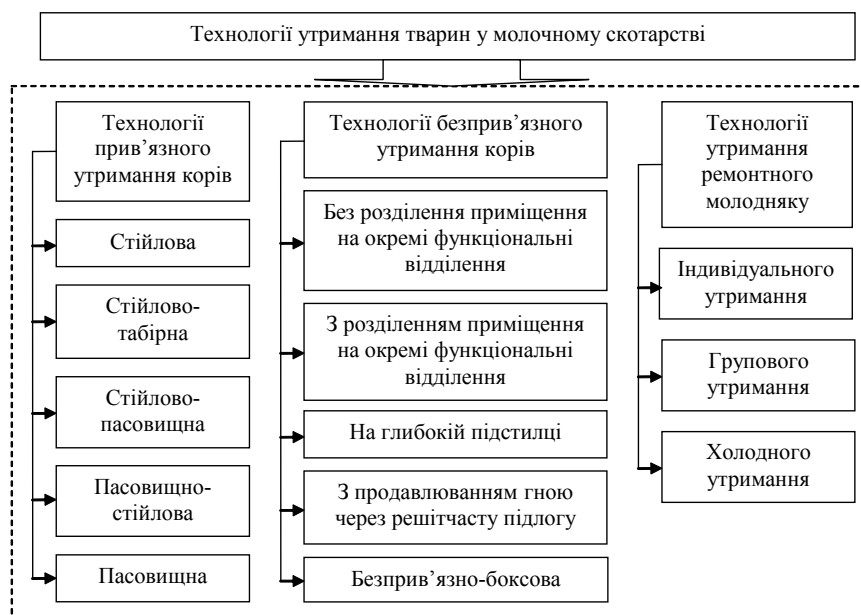 Технології утримання тварин у молочному скотарстві
Технології
прив’язного
утримання корів
Стійлова
Стійлово-
табірна
Стійлово-
пасовищна
Пасовищно-
стійлова
Пасовищна
Технології безприв’язного
утримання корів
Без розділення приміщення
на окремі функціональні
відділення
З розділенням приміщення
на окремі функціональні
відділення
На глибокій підстилці
З продавлюванням гною
через решітчасту підлогу
Безприв’язно-боксова
Технології
утримання
ремонтного
молодняку
Індивідуального
утримання
Групового
утримання
Холодного
утримання